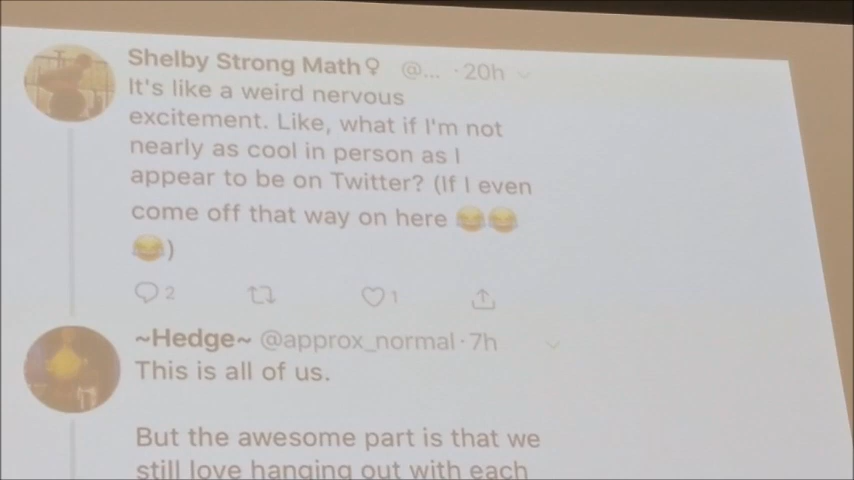 Shelby Strong Math♀ @... · 20h
It's like a weird nervous
excitement. Like, what if I'm not
nearly as cool in person as I
appear to be on Twitter? (If I even
come off that way on here 😂😂
😂)
2 1
~Hedge~ @approx_normal · 7h
This is all of us.
But the awesome part is that we
still love hanging out with each